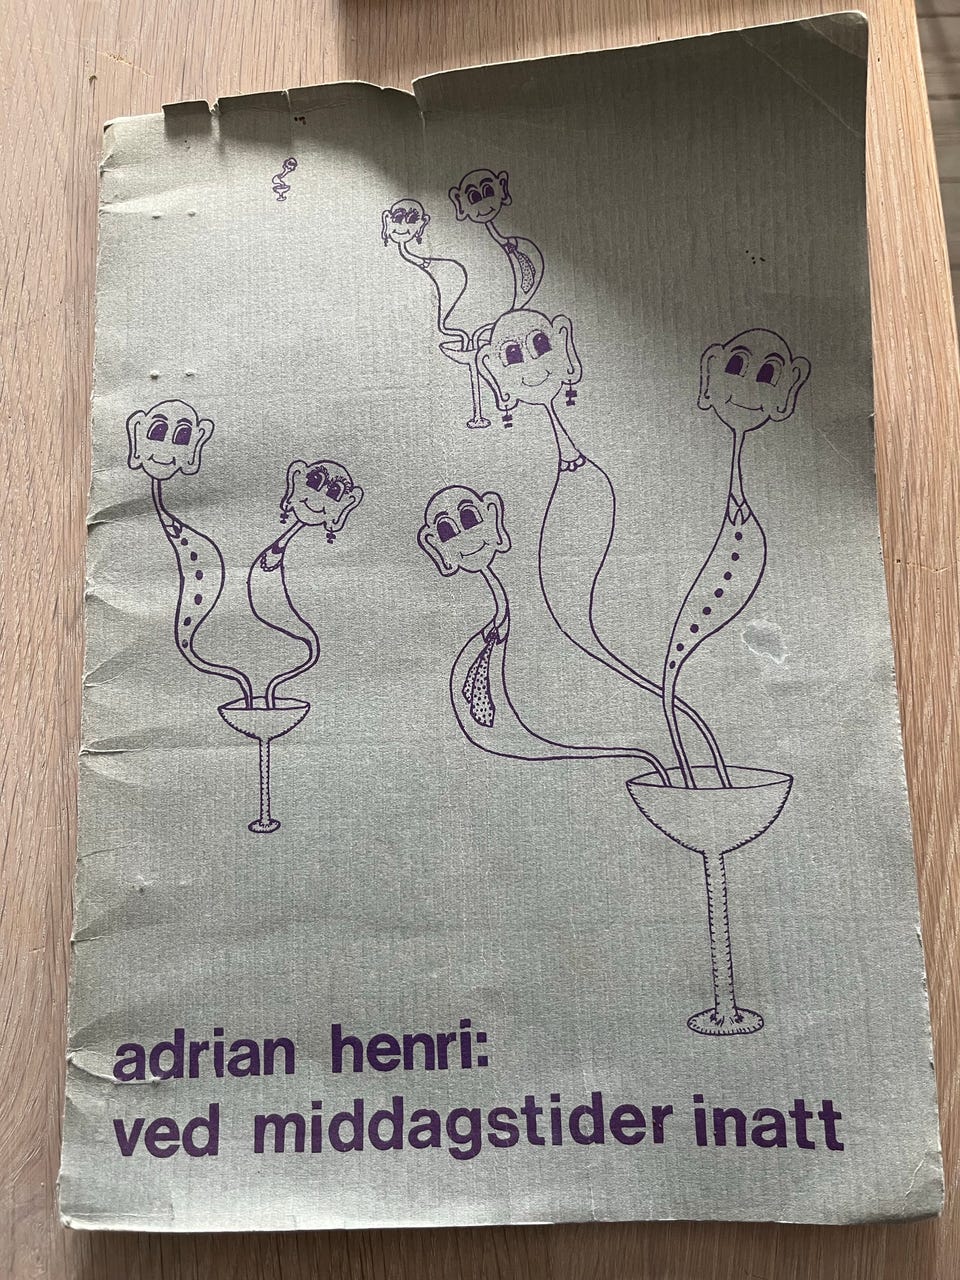 adrian henri:
ved middagstider inatt